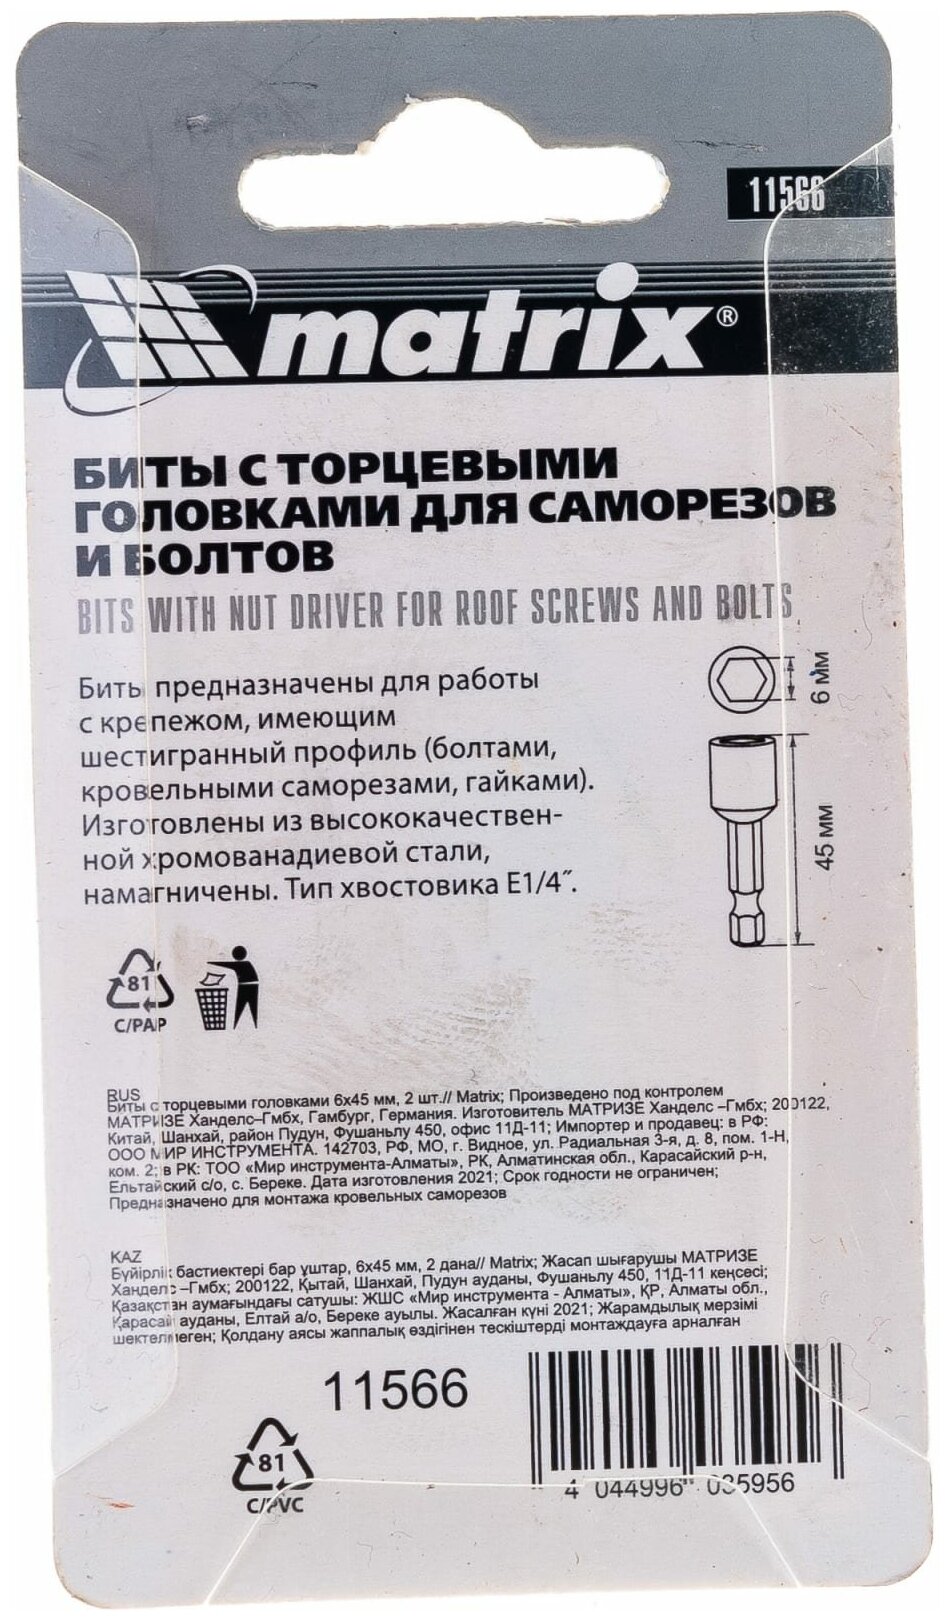 11566
matrix®
БИТЫ С ТОРЦЕВЫМИ
ГОЛОВКАМИ ДЛЯ САМОРЕЗОВ
И БОЛТОВ
BITS WITH NUT DRIVER FOR ROOF SCREWS AND BOLTS
Биты предназначены для работы
с крепежом, имеющим
шестигранный профиль (болтами,
кровельными саморезами, гайками).
Изготовлены из высококачествен-
ной хромованадиевой стали,
намагничены. Тип хвостовика Е1/4˝.
6 мм
45 мм
81
C/PAP
RUS
Биты с торцевыми головками 6х45 мм, 2 шт.// Matrix; Произведено под контролем
МАТРИЗЕ Ханделс–Гмбх, Гамбург, Германия. Изготовитель МАТРИЗЕ Ханделс –Гмбх; 200122,
Китай, Шанхай, район Пудун, Фушаньлу 450, офис 11Д-11; Импортер и продавец: в РФ:
ООО МИР ИНСТРУМЕНТА. 142703, РФ, МО, г. Видное, ул. Радиальная 3-я, д. 8, пом. 1-Н,
ком. 2; в РК: ТОО «Мир инструмента-Алматы», РК, Алматинская обл., Карасайский р-н,
Ельтайский с/о, с. Береке. Дата изготовления 2021; Срок годности не ограничен;
Предназначено для монтажа кровельных саморезов
KAZ
Бүйірлік бастиектері бар ұштар, 6х45 мм, 2 дана// Matrix; Жасап шығарушы МАТРИЗЕ
Ханделс –Гмбх; 200122, Қытай, Шанхай, Пудун ауданы, Фушаньлу 450, 11Д-11 кеңсесі;
Қазақстан аумағындағы сатушы: ЖШС «Мир инструмента - Алматы», ҚР, Алматы обл.,
Қарасай ауданы, Елтай а/о, Береке ауылы. Жасалған күні 2021; Жарамдылық мерзімі
шектелмеген; Қолдану аясы жаппалық өздігінен тескіштерді монтаждауға арналған
11566
81
C/PVC
4 044996 035956